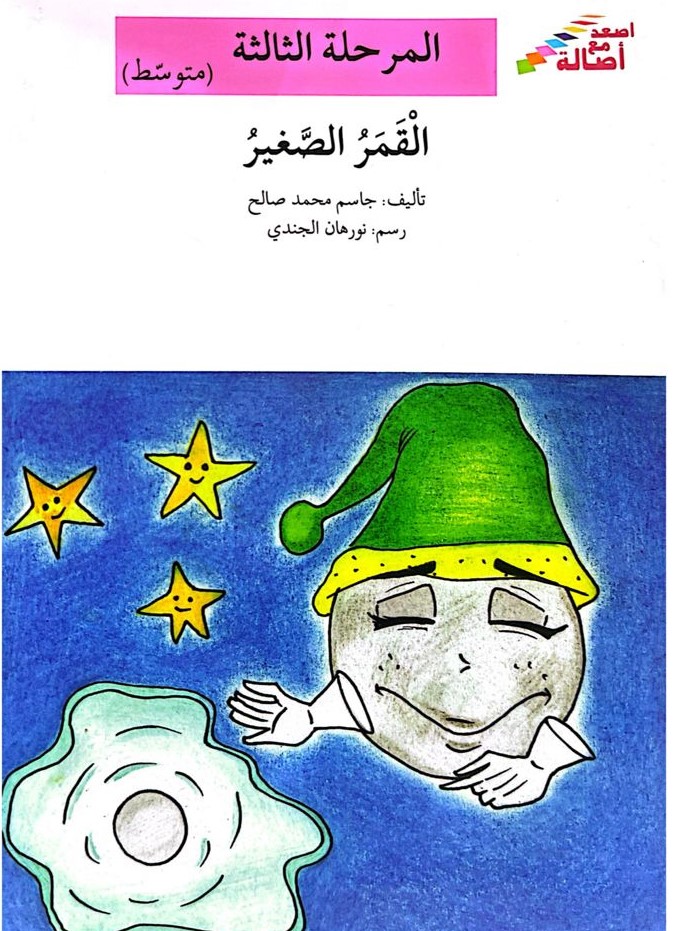 اصعد
مع
أصالة
المرحلة الثالثة
(متوسّط)
الْقَمَرُ الصَّغيرُ
تأليف: جاسم محمد صالح
رسم: نورهان الجندي